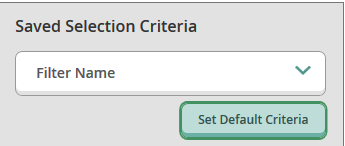 Saved Selection Criteria
Filter Name
Set Default Criteria